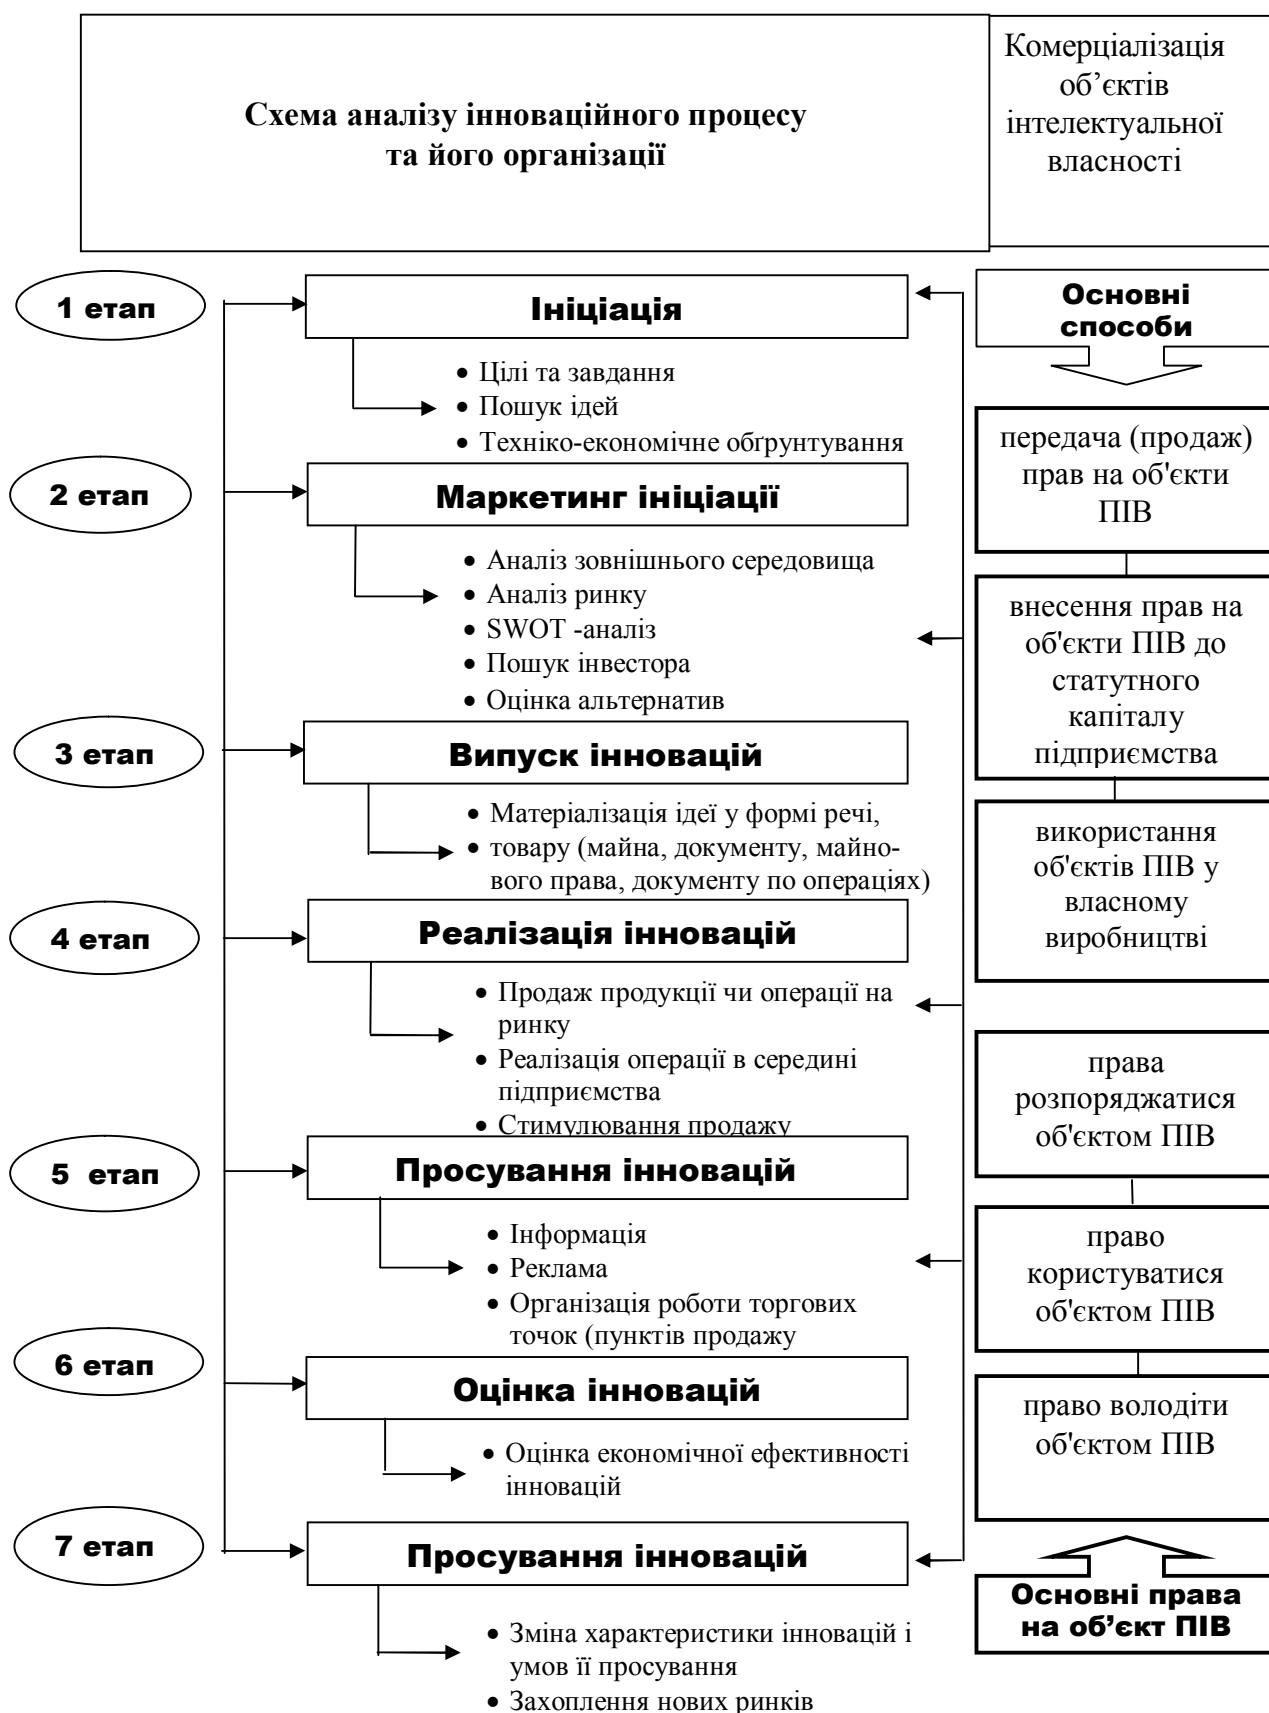 Схема аналізу інноваційного процесу
та його організації
Комерціалізація
об’єктів
інтелектуальної
власності
1 етап
Ініціація
• Цілі та завдання
• Пошук ідей
• Техніко-економічне обґрунтування
2 етап
Маркетинг ініціації
• Аналіз зовнішнього середовища
• Аналіз ринку
• SWOT -аналіз
• Пошук інвестора
• Оцінка альтернатив
3 етап
Випуск інновацій
• Матеріалізація ідеї у формі речі,
• товару (майна, документу, майно-
вого права, документу по операціях)
4 етап
Реалізація інновацій
• Продаж продукції чи операції на
ринку
• Реалізація операції в середині
підприємства
• Стимулювання продажу
5 етап
Просування інновацій
• Інформація
• Реклама
• Організація роботи торгових
точок (пунктів продажу
6 етап
Оцінка інновацій
• Оцінка економічної ефективності
інновацій
7 етап
Просування інновацій
• Зміна характеристики інновацій і
умов її просування
• Захоплення нових ринків
Основні
способи
передача (продаж)
прав на об'єкти
ПІВ
внесення прав на
об'єкти ПІВ до
статутного
капіталу
підприємства
використання
об'єктів ПІВ у
власному
виробництві
права
розпоряджатися
об'єктом ПІВ
право
користуватися
об'єктом ПІВ
право володіти
об'єктом ПІВ
Основні права
на об’єкт ПІВ